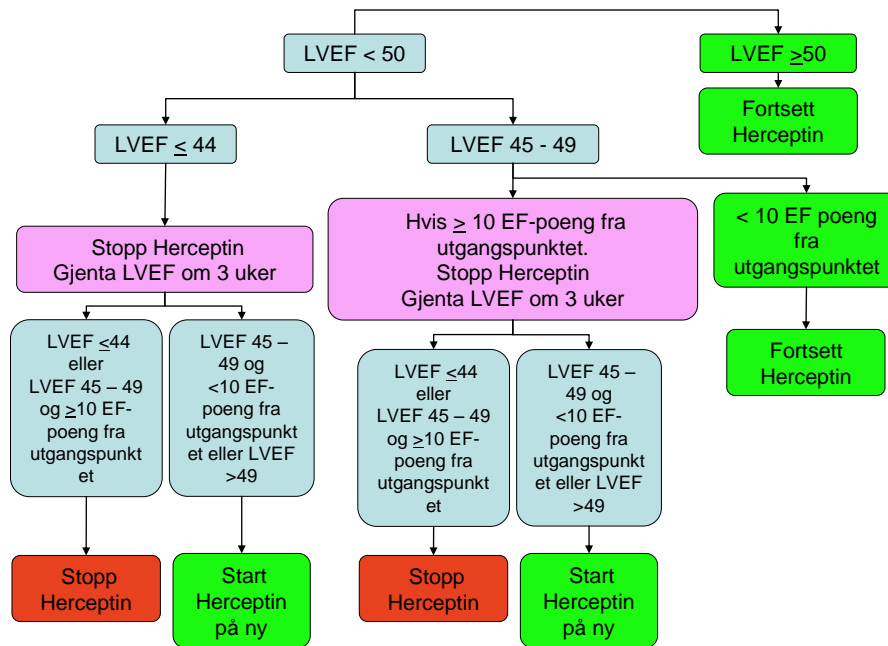 LVEF < 50
LVEF ≥50
Fortsett
Herceptin
LVEF ≤ 44
LVEF 45 - 49
Stopp Herceptin
Gjenta LVEF om 3 uker
Hvis ≥ 10 EF-poeng fra
utgangspunktet.
Stopp Herceptin
Gjenta LVEF om 3 uker
< 10 EF poeng
fra
utgangspunktet
Fortsett
Herceptin
LVEF ≤44
eller
LVEF 45 – 49
og ≥10 EF-
poeng fra
utgangspunkt
et
LVEF 45 –
49 og
<10 EF-
poeng fra
utgangspunkt
et eller LVEF
>49
LVEF ≤44
eller
LVEF 45 – 49
og ≥10 EF-
poeng fra
utgangspunkt
et
LVEF 45 –
49 og
<10 EF-
poeng fra
utgangspunkt
et eller LVEF
>49
Stopp
Herceptin
Start
Herceptin
på ny
Stopp
Herceptin
Start
Herceptin
på ny